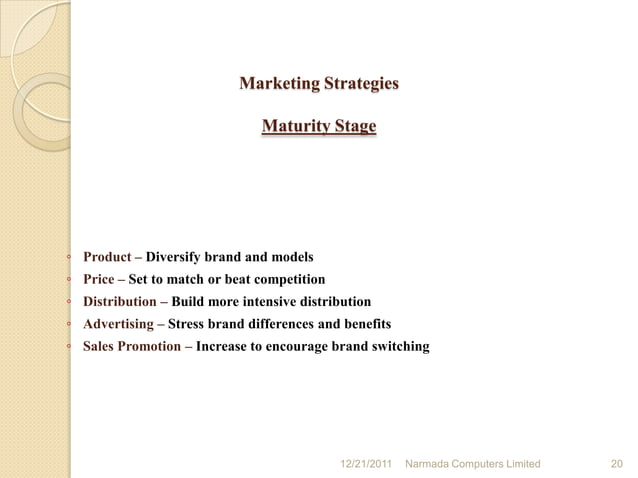 Marketing Strategies
Maturity Stage
Product – Diversify brand and models
Price – Set to match or beat competition
Distribution – Build more intensive distribution
Advertising – Stress brand differences and benefits
Sales Promotion – Increase to encourage brand switching
12/21/2011 Narmada Computers Limited 20